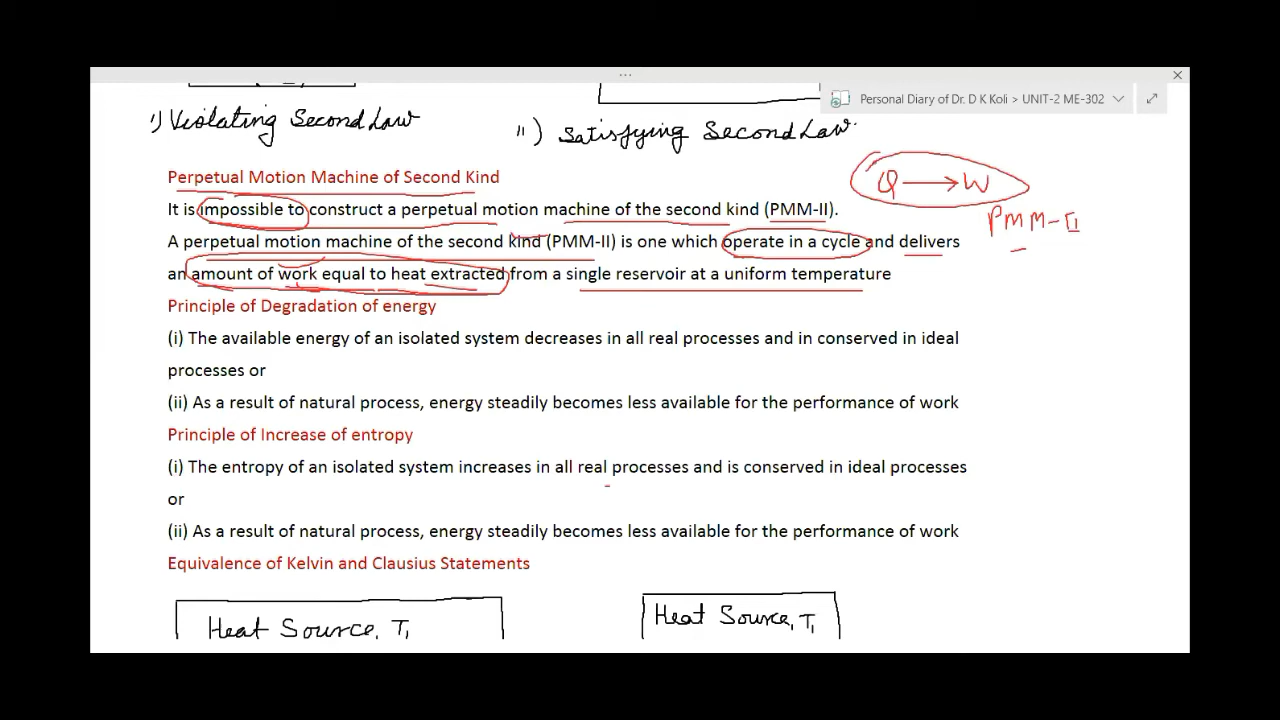 Personal Diary of Dr. D K Koli > UNIT-2 ME-302
i) Violating Second Law
ii) Satisfying Second Law.
Perpetual Motion Machine of Second Kind
Q → W
It is impossible to construct a perpetual motion machine of the second kind (PMM-II).
PMM-II
A perpetual motion machine of the second kind (PMM-II) is one which operate in a cycle and delivers
an amount of work equal to heat extracted from a single reservoir at a uniform temperature
Principle of Degradation of energy
(i) The available energy of an isolated system decreases in all real processes and in conserved in ideal
processes or
(ii) As a result of natural process, energy steadily becomes less available for the performance of work
Principle of Increase of entropy
(i) The entropy of an isolated system increases in all real processes and is conserved in ideal processes
or
(ii) As a result of natural process, energy steadily becomes less available for the performance of work
Equivalence of Kelvin and Clausius Statements
Heat Source, T₁
Heat Source, T₁